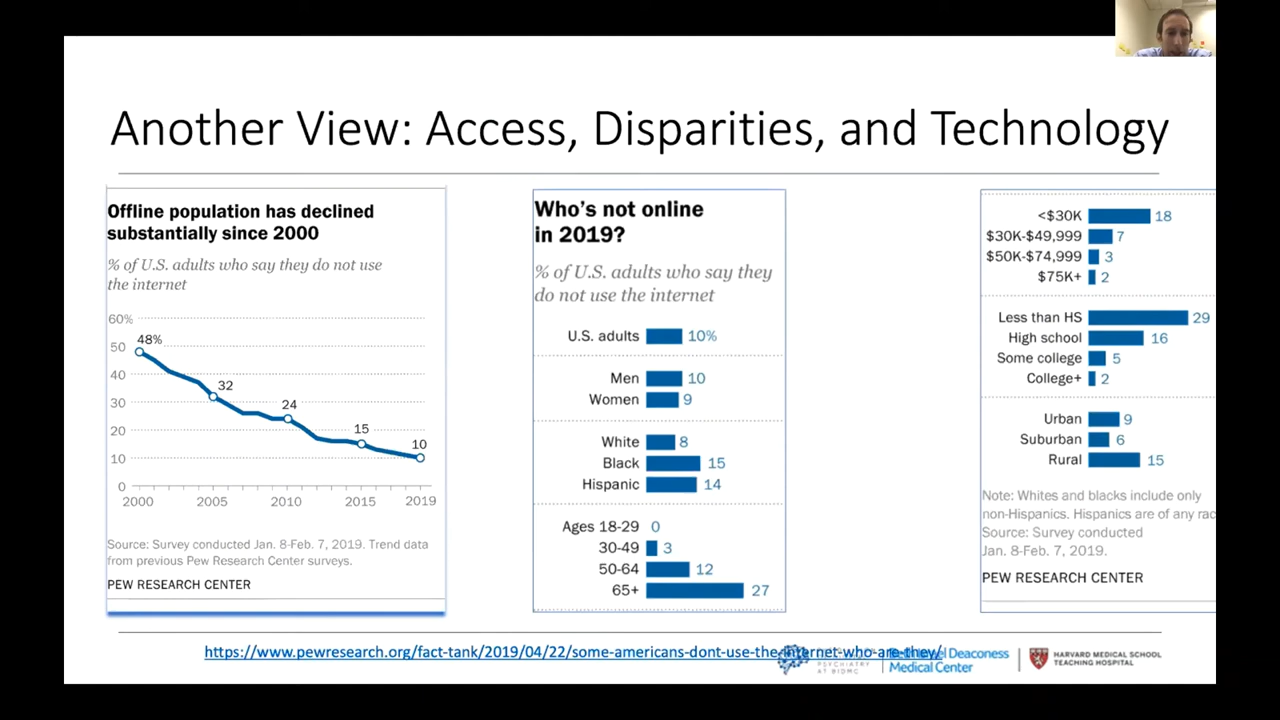 Another View: Access, Disparities, and Technology
Offline population has declined
substantially since 2000
% of U.S. adults who say they do not use
the internet
60%
50
40
30
20
10
0
48%
32
24
15
10
2000
2005
2010
2015
2019
Source: Survey conducted Jan. 8-Feb. 7, 2019. Trend data
from previous Pew Research Center surveys.
PEW RESEARCH CENTER
Who's not online
in 2019?
% of U.S. adults who say they
do not use the internet
U.S. adults 10%
Men 10
Women 9
White 8
Black 15
Hispanic 14
Ages 18-29 0
30-49 3
50-64 12
65+ 27
<$30K 18
$30K-$49,999 7
$50K-$74,999 3
$75K+ 2
Less than HS 29
High school 16
Some college 5
College+ 2
Urban 9
Suburban 6
Rural 15
Note: Whites and blacks include only
non-Hispanics. Hispanics are of any rac
Source: Survey conducted
Jan. 8-Feb. 7, 2019.
PEW RESEARCH CENTER
https://www.pewresearch.org/fact-tank/2019/04/22/some-americans-dont-use-the-internet-who-are-they/
PSYCHIATRY
AT BIDMC
Deaconess
Medical Center
HARVARD MEDICAL SCHOOL
TEACHING HOSPITAL